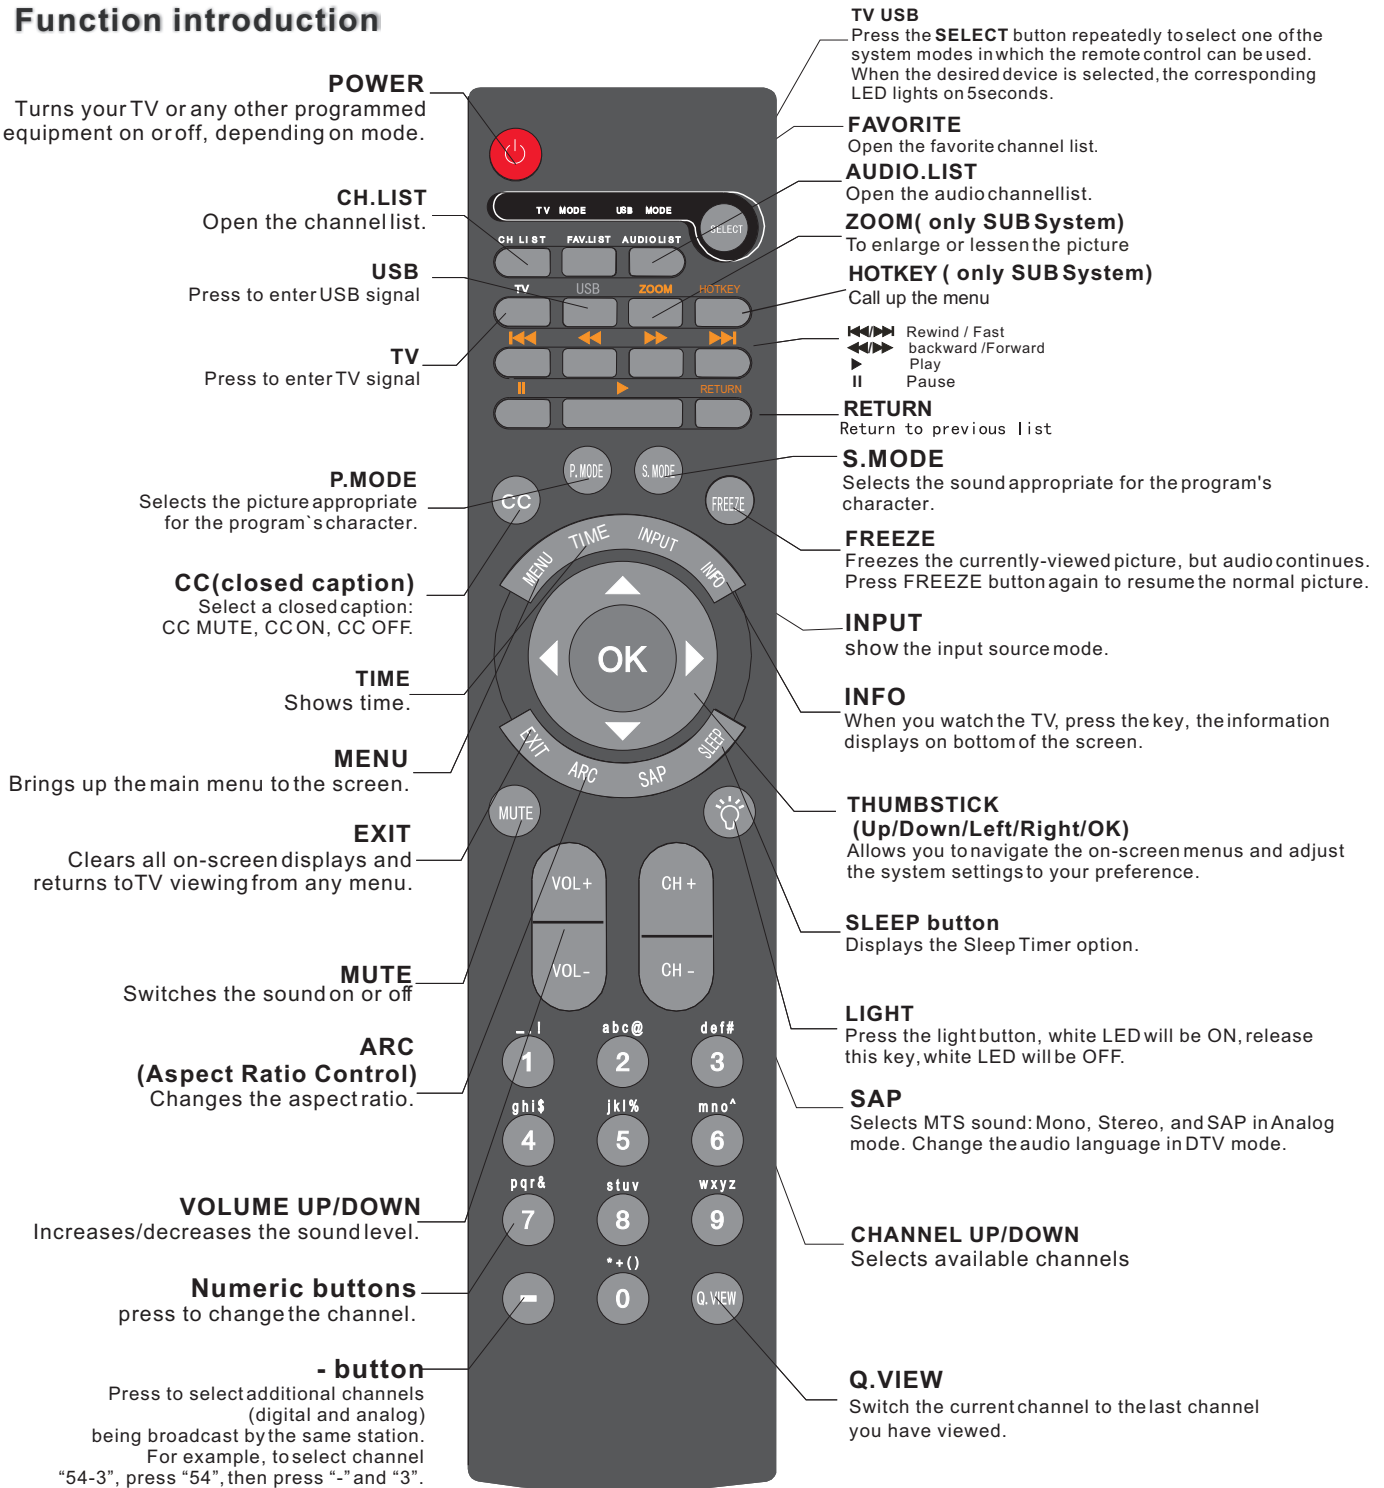 Function introduction
POWER
Turns your TV or any other programmed
equipment on or off, depending on mode.
CH.LIST
Open the channel list.
USB
Press to enter USB signal
TV
Press to enter TV signal
P.MODE
Selects the picture appropriate
for the program`s character.
CC(closed caption)
Select a closed caption:
CC MUTE, CC ON, CC OFF.
TIME
Shows time.
MENU
Brings up the main menu to the screen.
EXIT
Clears all on-screen displays and
returns to TV viewing from any menu.
MUTE
Switches the sound on or off
ARC
(Aspect Ratio Control)
Changes the aspect ratio.
VOLUME UP/DOWN
Increases/decreases the sound level.
Numeric buttons
press to change the channel.
- button
Press to select additional channels
(digital and analog)
being broadcast by the same station.
For example, to select channel
“54-3”, press “54”, then press “-” and “3”.
TV MODE USB MODE
SELECT
CH LIST FAV.LIST AUDIO LIST
TV USB ZOOM HOTKEY
RETURN
P.MODE S.MODE
CC FREEZE
MENU TIME INPUT INFO
OK
EXIT ARC SAP SLEEP
MUTE
VOL+ CH +
VOL- CH -
_ . I abc@ def#
1 2 3
ghi$ jkl% mno^
4 5 6
pqr& stuv wxyz
7 8 9
*+()
- 0 Q.VIEW
TV USB
Press the SELECT button repeatedly to select one of the
system modes in which the remote control can be used.
When the desired device is selected, the corresponding
LED lights on 5seconds.
FAVORITE
Open the favorite channel list.
AUDIO.LIST
Open the audio channellist.
ZOOM( only SUB System)
To enlarge or lessen the picture
HOTKEY ( only SUB System)
Call up the menu
Rewind / Fast
backward /Forward
Play
Pause
RETURN
Return to previous list
S.MODE
Selects the sound appropriate for the program's
character.
FREEZE
Freezes the currently-viewed picture, but audio continues.
Press FREEZE button again to resume the normal picture.
INPUT
show the input source mode.
INFO
When you watch the TV, press the key, the information
displays on bottom of the screen.
THUMBSTICK
(Up/Down/Left/Right/OK)
Allows you to navigate the on-screen menus and adjust
the system settings to your preference.
SLEEP button
Displays the Sleep Timer option.
LIGHT
Press the light button, white LED will be ON, release
this key, white LED will be OFF.
SAP
Selects MTS sound: Mono, Stereo, and SAP in Analog
mode. Change the audio language in DTV mode.
CHANNEL UP/DOWN
Selects available channels
Q.VIEW
Switch the current channel to the last channel
you have viewed.